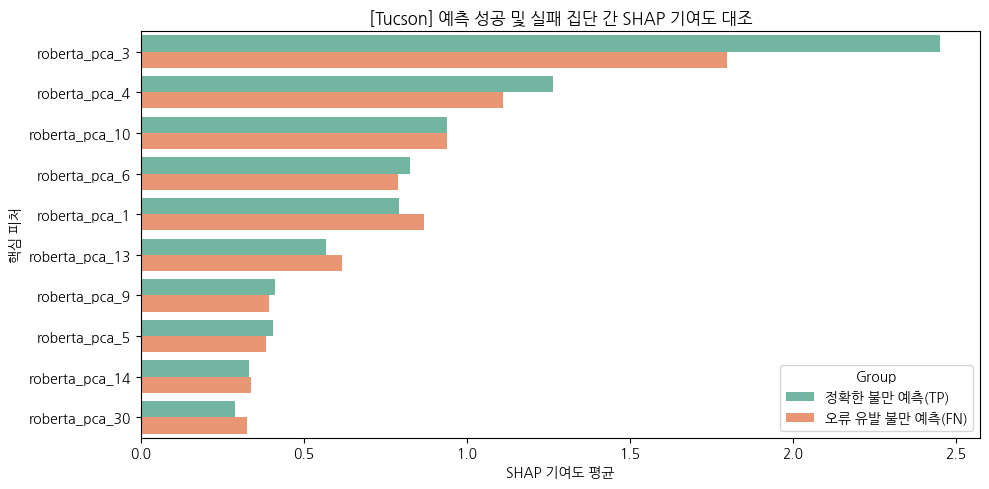 [Tucson] 예측 성공 및 실패 집단 간 SHAP 기여도 대조
핵심 피처
roberta_pca_3
roberta_pca_4
roberta_pca_10
roberta_pca_6
roberta_pca_1
roberta_pca_13
roberta_pca_9
roberta_pca_5
roberta_pca_14
roberta_pca_30
Group
정확한 불만 예측(TP)
오류 유발 불만 예측(FN)
0.0 0.5 1.0 1.5 2.0 2.5
SHAP 기여도 평균